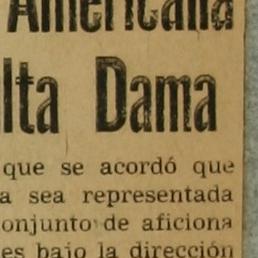 Americana
lta Dama
que se acordó que
a sea representada
onjunto de aficiona
es bajo la dirección